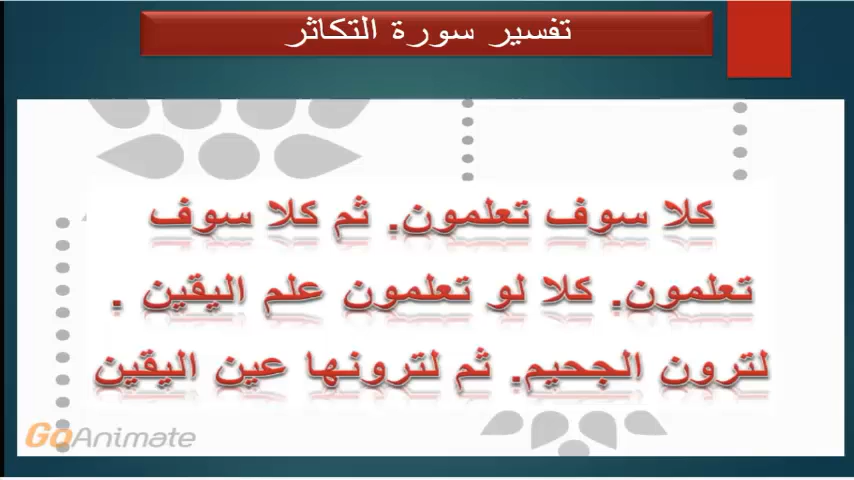 تفسير سورة التكاثر
كلا سوف تعلمون. ثم كلا سوف
تعلمون. كلا لو تعلمون علم اليقين .
لترون الجحيم. ثم لترونها عين اليقين
GoAnimate